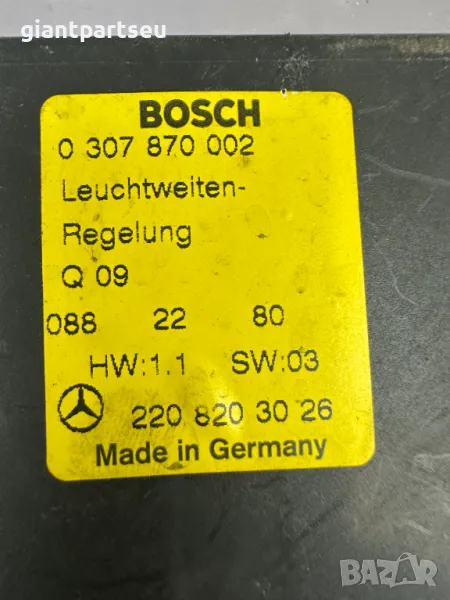 giantpartseu
BOSCH
0 307 870 002
Leuchtweiten-
Regelung
Q 09
088 22 80
HW:1.1 SW:03
220 820 30 26
Made in Germany
BAZAR